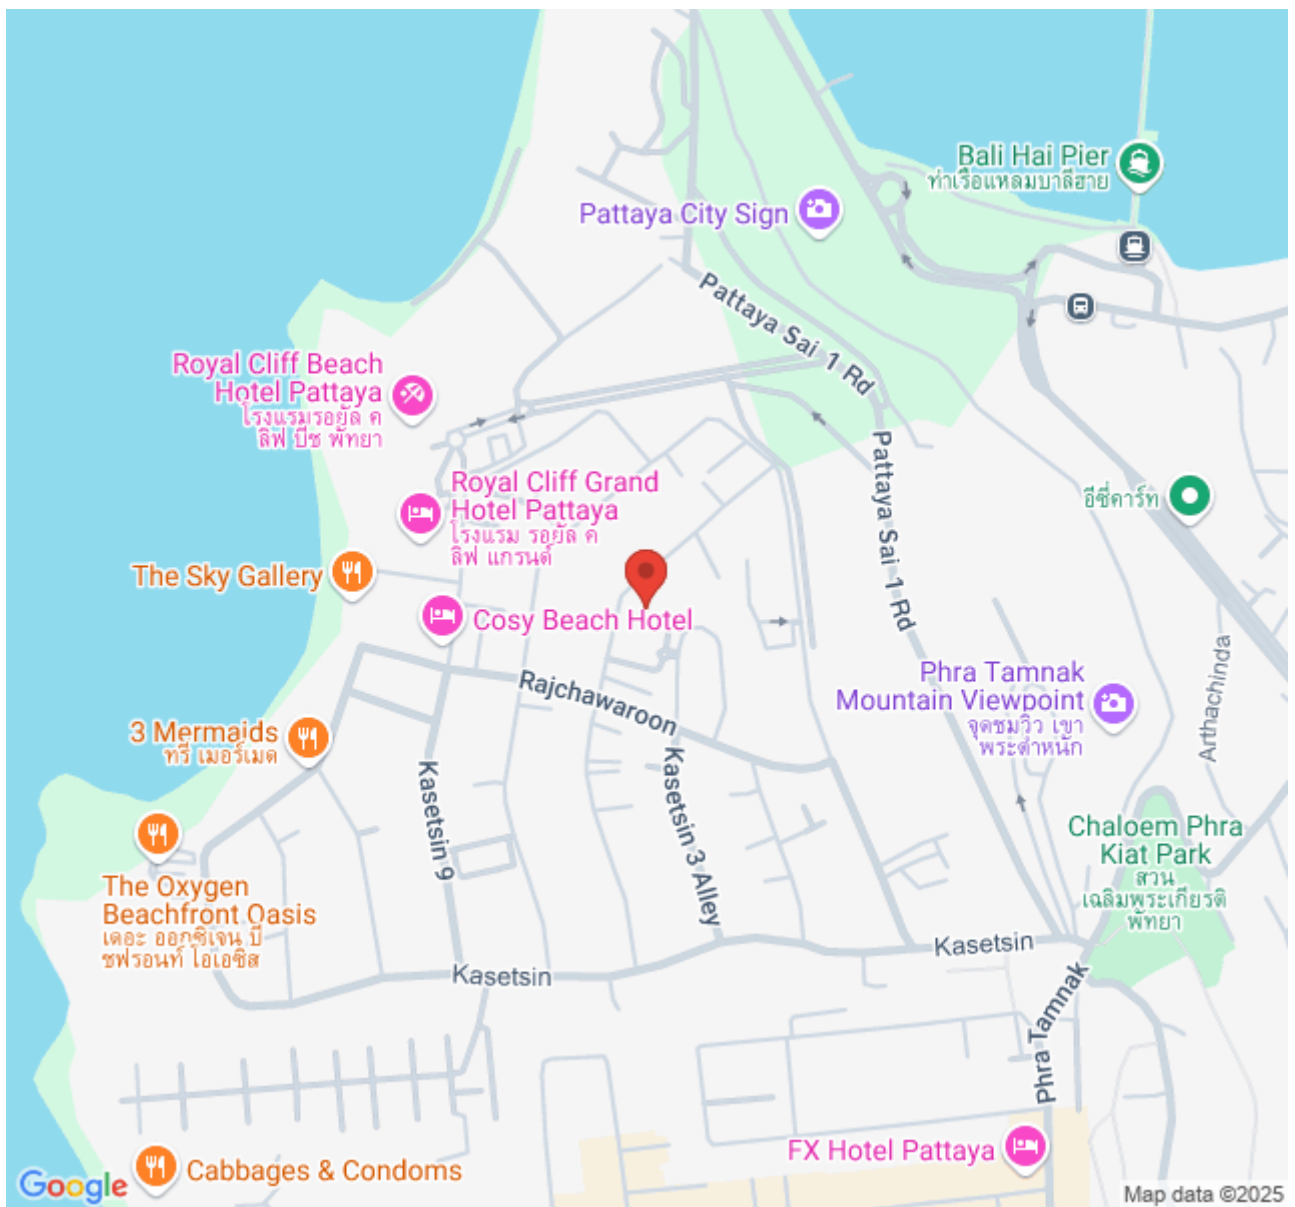 Bali Hai Pier
ท่าเรือแหลมบาลีฮาย
Pattaya City Sign
Pattaya Sai 1 Rd
Royal Cliff Beach
Hotel Pattaya
โรงแรมรอยัล ค
ลิฟ บีช พัทยา
Pattaya Sai 1 Rd
Royal Cliff Grand
Hotel Pattaya
โรงแรม รอยัล ค
ลิฟ แกรนด์
อีซี่คาร์ท
The Sky Gallery
Cosy Beach Hotel
Rajchawaroon
Phra Tamnak
Mountain Viewpoint
จุดชมวิว เขา
พระตำหนัก
Arthachinda
3 Mermaids
ทรี เมอร์เมด
Kasetsin 9
Kasetsin 3 Alley
Chaloem Phra
Kiat Park
สวน
เฉลิมพระเกียรติ
พัทยา
The Oxygen
Beachfront Oasis
เดอะ ออกซิเจน บี
ชฟรอนท์ โอเอซิส
Kasetsin
Kasetsin
Phra Tamnak
FX Hotel Pattaya
Cabbages & Condoms
Google
Map data ©2025